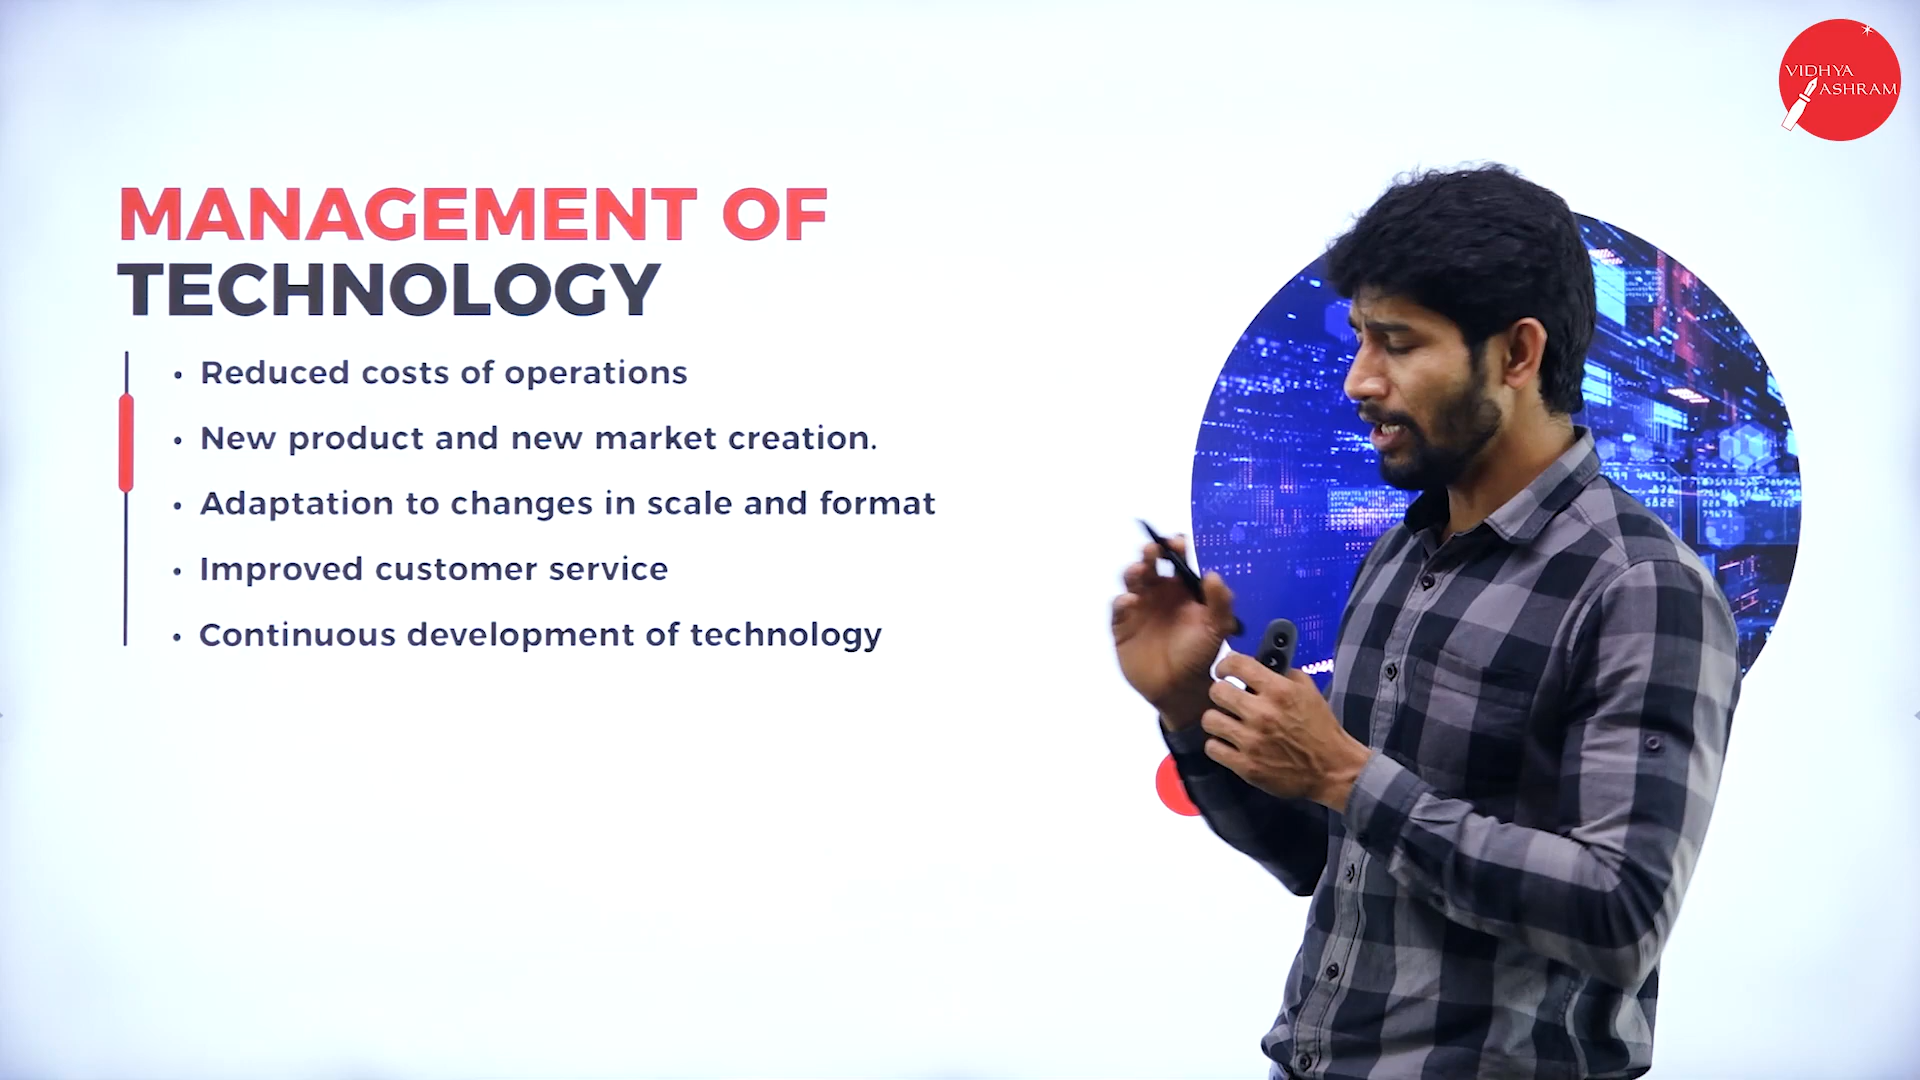 VIDHYA
ASHRAM
MANAGEMENT OF
TECHNOLOGY
• Reduced costs of operations
• New product and new market creation.
• Adaptation to changes in scale and format
• Improved customer service
• Continuous development of technology